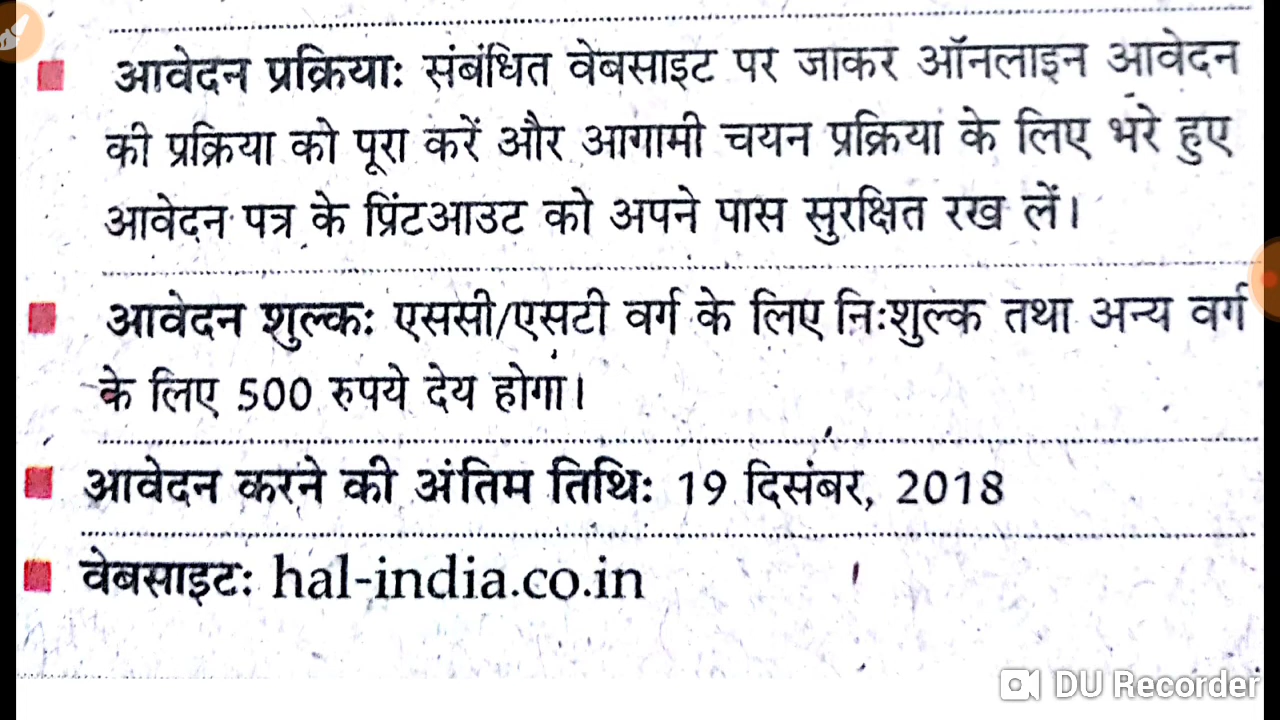 आवेदन प्रक्रिया: संबंधित वेबसाइट पर जाकर ऑनलाइन आवेदन
की प्रक्रिया को पूरा करें और आगामी चयन प्रक्रिया के लिए भरे हुए
आवेदन पत्र के प्रिंटआउट को अपने पास सुरक्षित रख लें।
आवेदन शुल्क: एससी/एसटी वर्ग के लिए नि:शुल्क तथा अन्य वर्ग
के लिए 500 रुपये देय होगा।
आवेदन करने की अंतिम तिथि: 19 दिसंबर, 2018
वेबसाइट: hal-india.co.in
DU Recorder